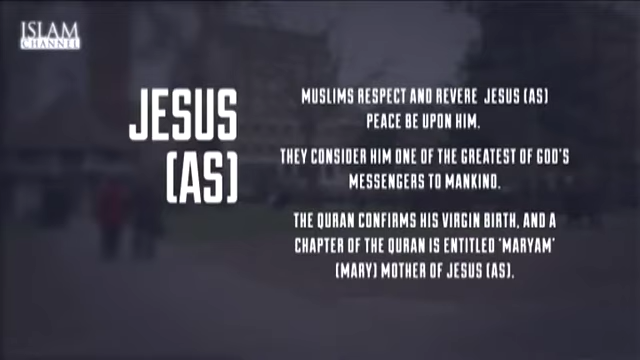 ISLAM
CHANNEL
JESUS
(AS)
MUSLIMS RESPECT AND REVERE JESUS (AS)
PEACE BE UPON HIM.
THEY CONSIDER HIM ONE OF THE GREATEST OF GOD'S
MESSENGERS TO MANKIND.
THE QURAN CONFIRMS HIS VIRGIN BIRTH, AND A
CHAPTER OF THE QURAN IS ENTITLED 'MARYAM'
(MARY) MOTHER OF JESUS (AS).